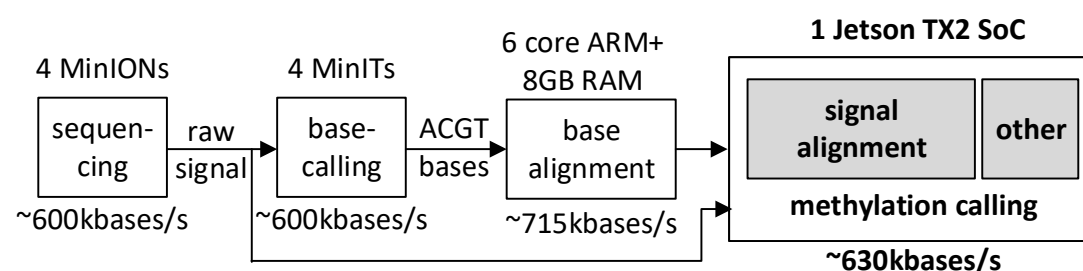 4 MinIONs
sequen-
cing
~600kbases/s
raw
signal
4 MinITs
base-
calling
~600kbases/s
ACGT
bases
6 core ARM+
8GB RAM
base
alignment
~715kbases/s
1 Jetson TX2 SoC
signal
alignment
other
methylation calling
~630kbases/s